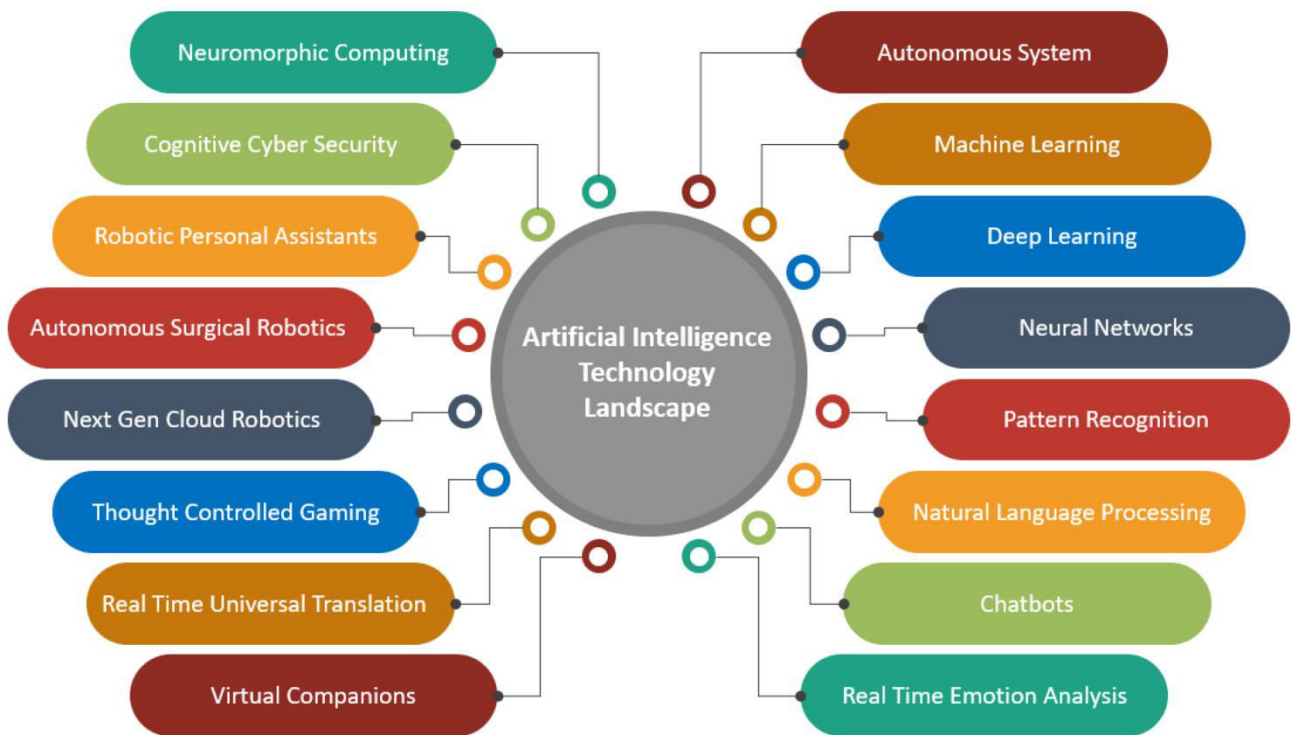 Neuromorphic Computing
Cognitive Cyber Security
Robotic Personal Assistants
Autonomous Surgical Robotics
Next Gen Cloud Robotics
Thought Controlled Gaming
Real Time Universal Translation
Virtual Companions
Artificial Intelligence
Technology
Landscape
Autonomous System
Machine Learning
Deep Learning
Neural Networks
Pattern Recognition
Natural Language Processing
Chatbots
Real Time Emotion Analysis